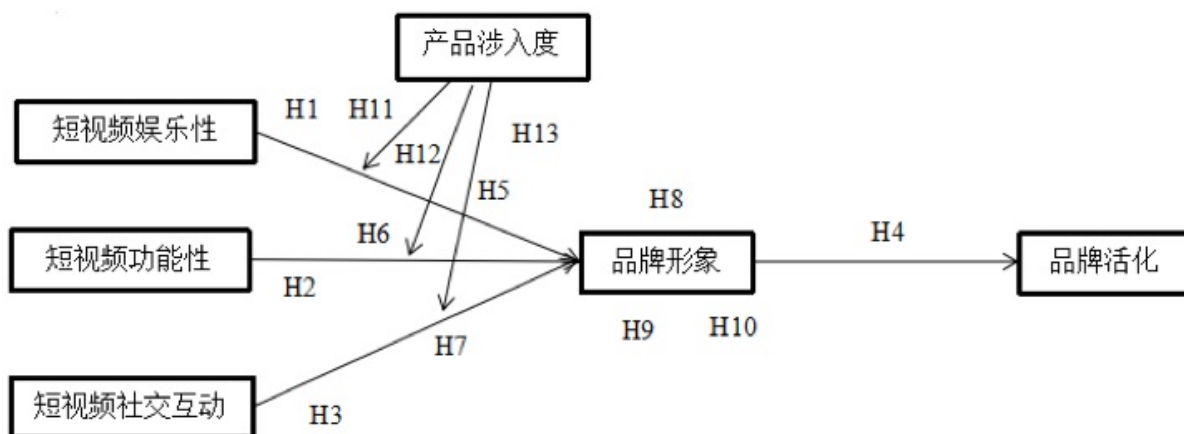 产品涉入度
H1
H11
短视频娱乐性
H13
H12
H5
H8
H6
H4
短视频功能性
品牌形象
品牌活化
H2
H9
H10
H7
短视频社交互动
H3